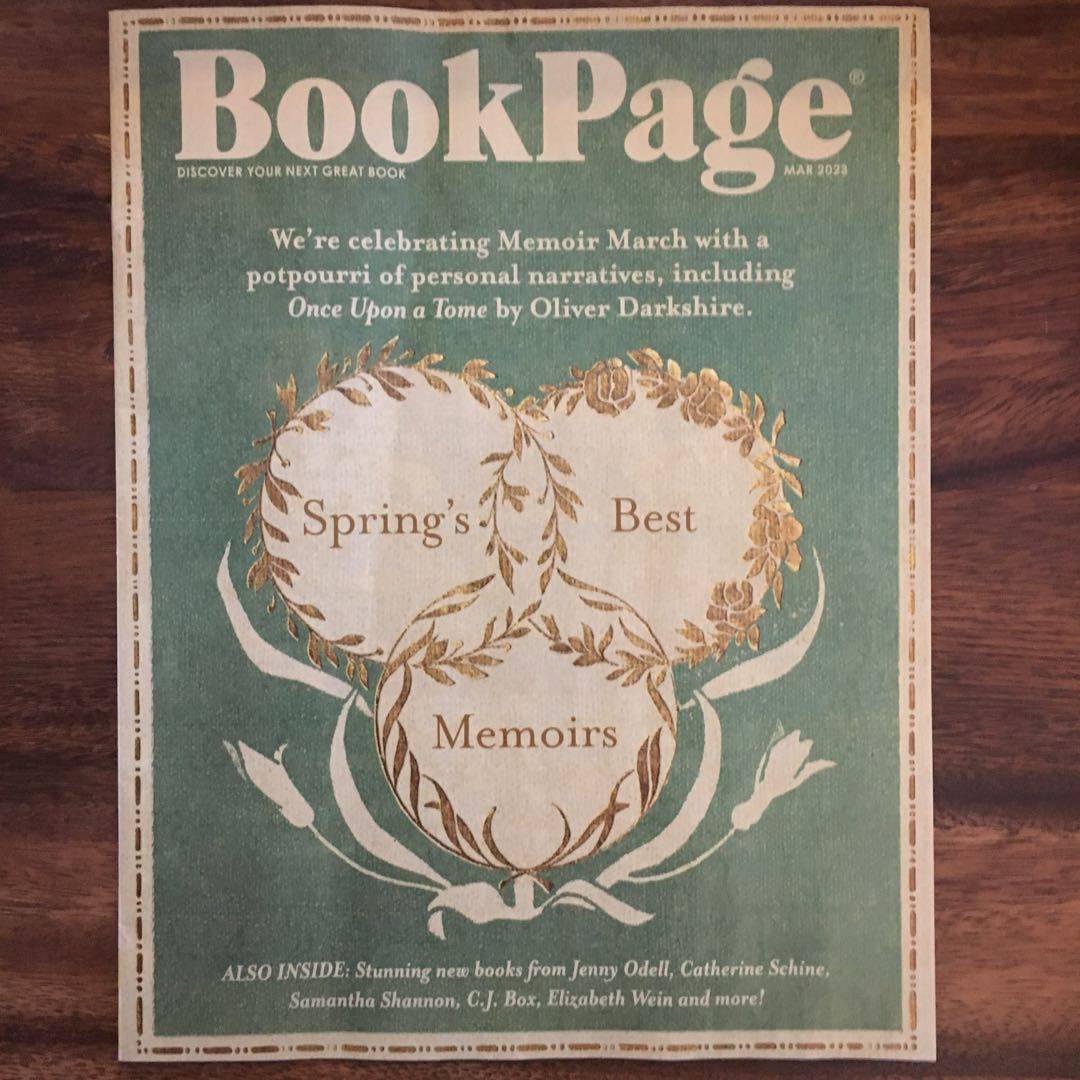 BookPage®
DISCOVER YOUR NEXT GREAT BOOK
MAR 2023
We're celebrating Memoir March with a
potpourri of personal narratives, including
Once Upon a Tome by Oliver Darkshire.
Spring's Best
Memoirs
ALSO INSIDE: Stunning new books from Jenny Odell, Catherine Schine,
Samantha Shannon, C.J. Box, Elizabeth Wein and more!